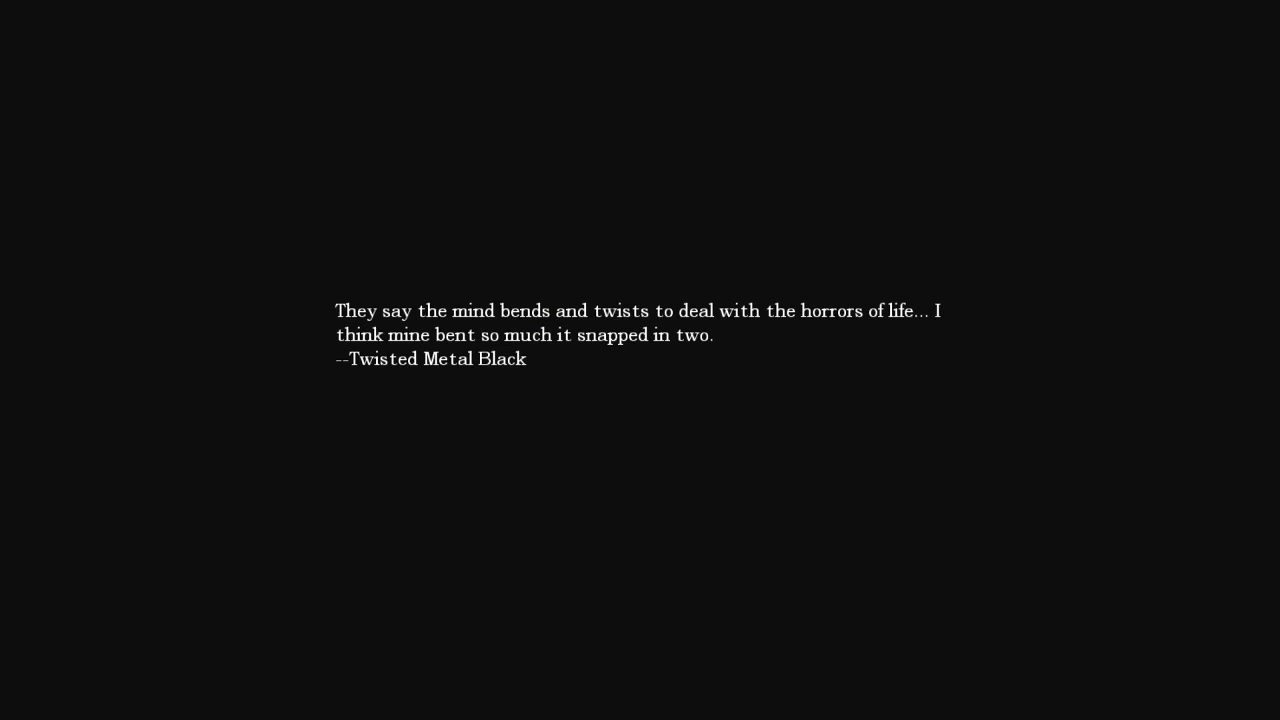 They say the mind bends and twists to deal with the horrors of life... I
think mine bent so much it snapped in two.
--Twisted Metal Black